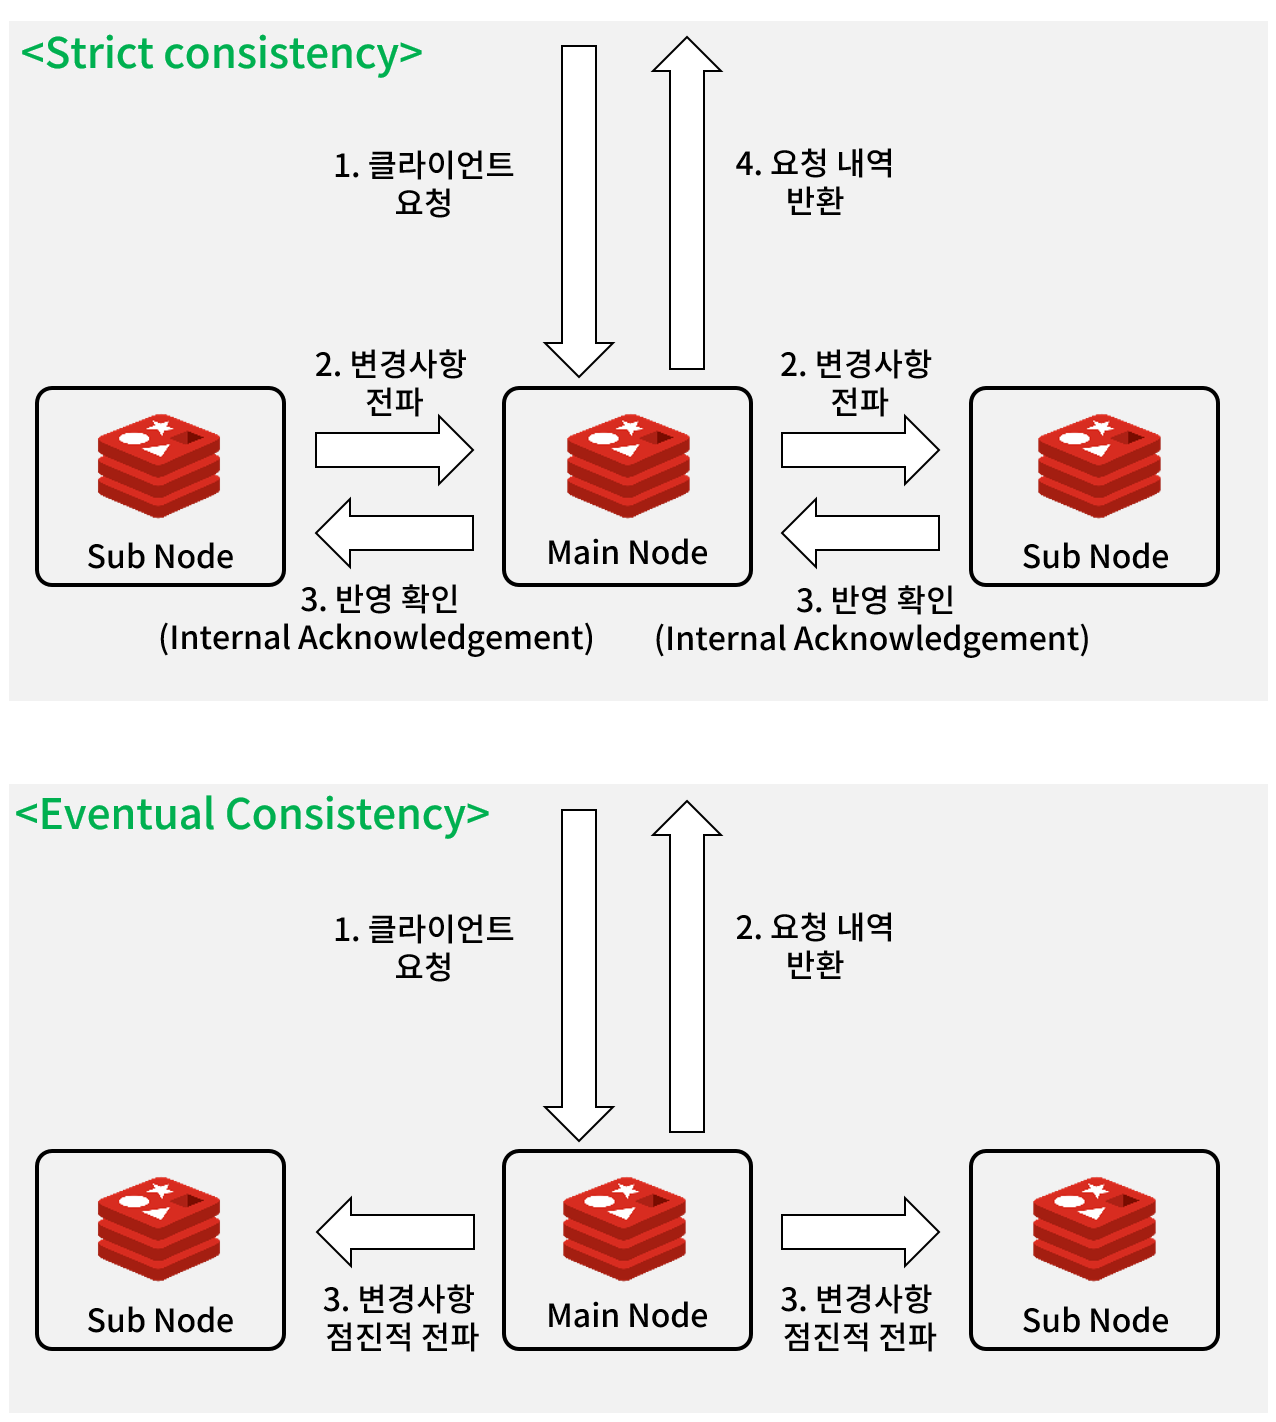 <Strict consistency>
1. 클라이언트
요청
4. 요청 내역
반환
2. 변경사항
전파
2. 변경사항
전파
Sub Node
Main Node
Sub Node
3. 반영 확인
(Internal Acknowledgement)
3. 반영 확인
(Internal Acknowledgement)
<Eventual Consistency>
1. 클라이언트
요청
2. 요청 내역
반환
Sub Node
Main Node
Sub Node
3. 변경사항
점진적 전파
3. 변경사항
점진적 전파